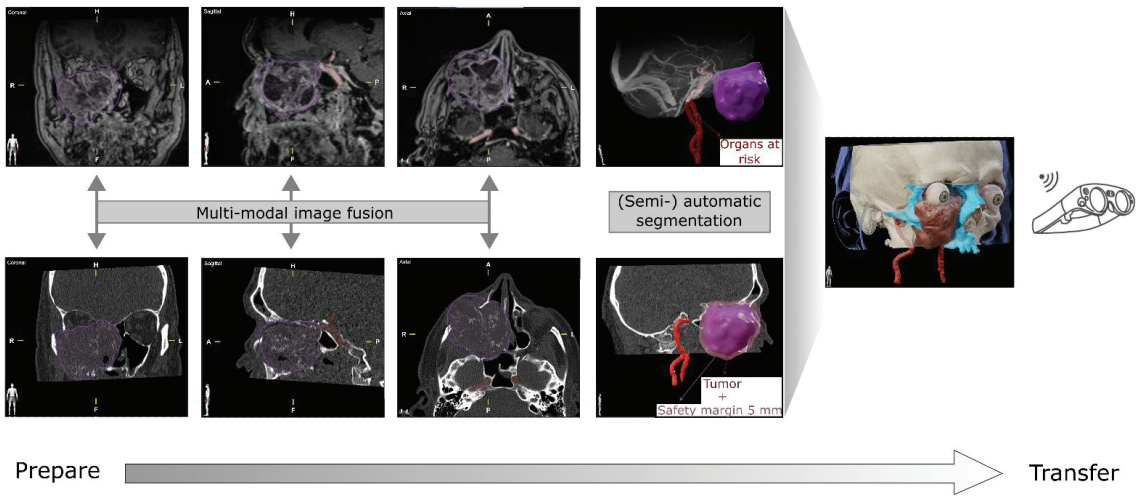 Coronal
H
R
L
F
Sagittal
H
A
P
F
Axial
A
R
L
P
Organs at
risk
Multi-modal image fusion
(Semi-) automatic
segmentation
Coronal
H
R
L
F
Sagittal
H
A
P
F
Axial
A
R
L
P
Tumor
+
Safety margin 5 mm
Prepare
Transfer